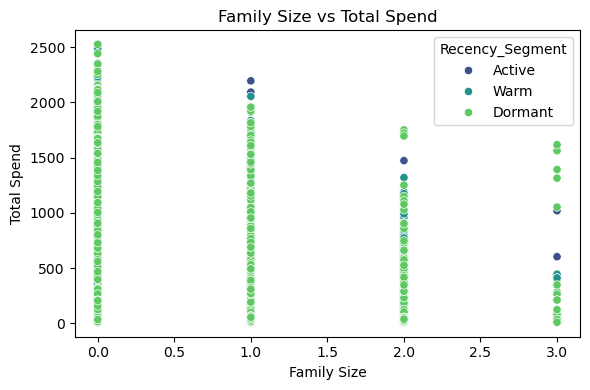 Family Size vs Total Spend
Recency_Segment
Active
Warm
Dormant
Total Spend
2500
2000
1500
1000
500
0
0.0 0.5 1.0 1.5 2.0 2.5 3.0
Family Size